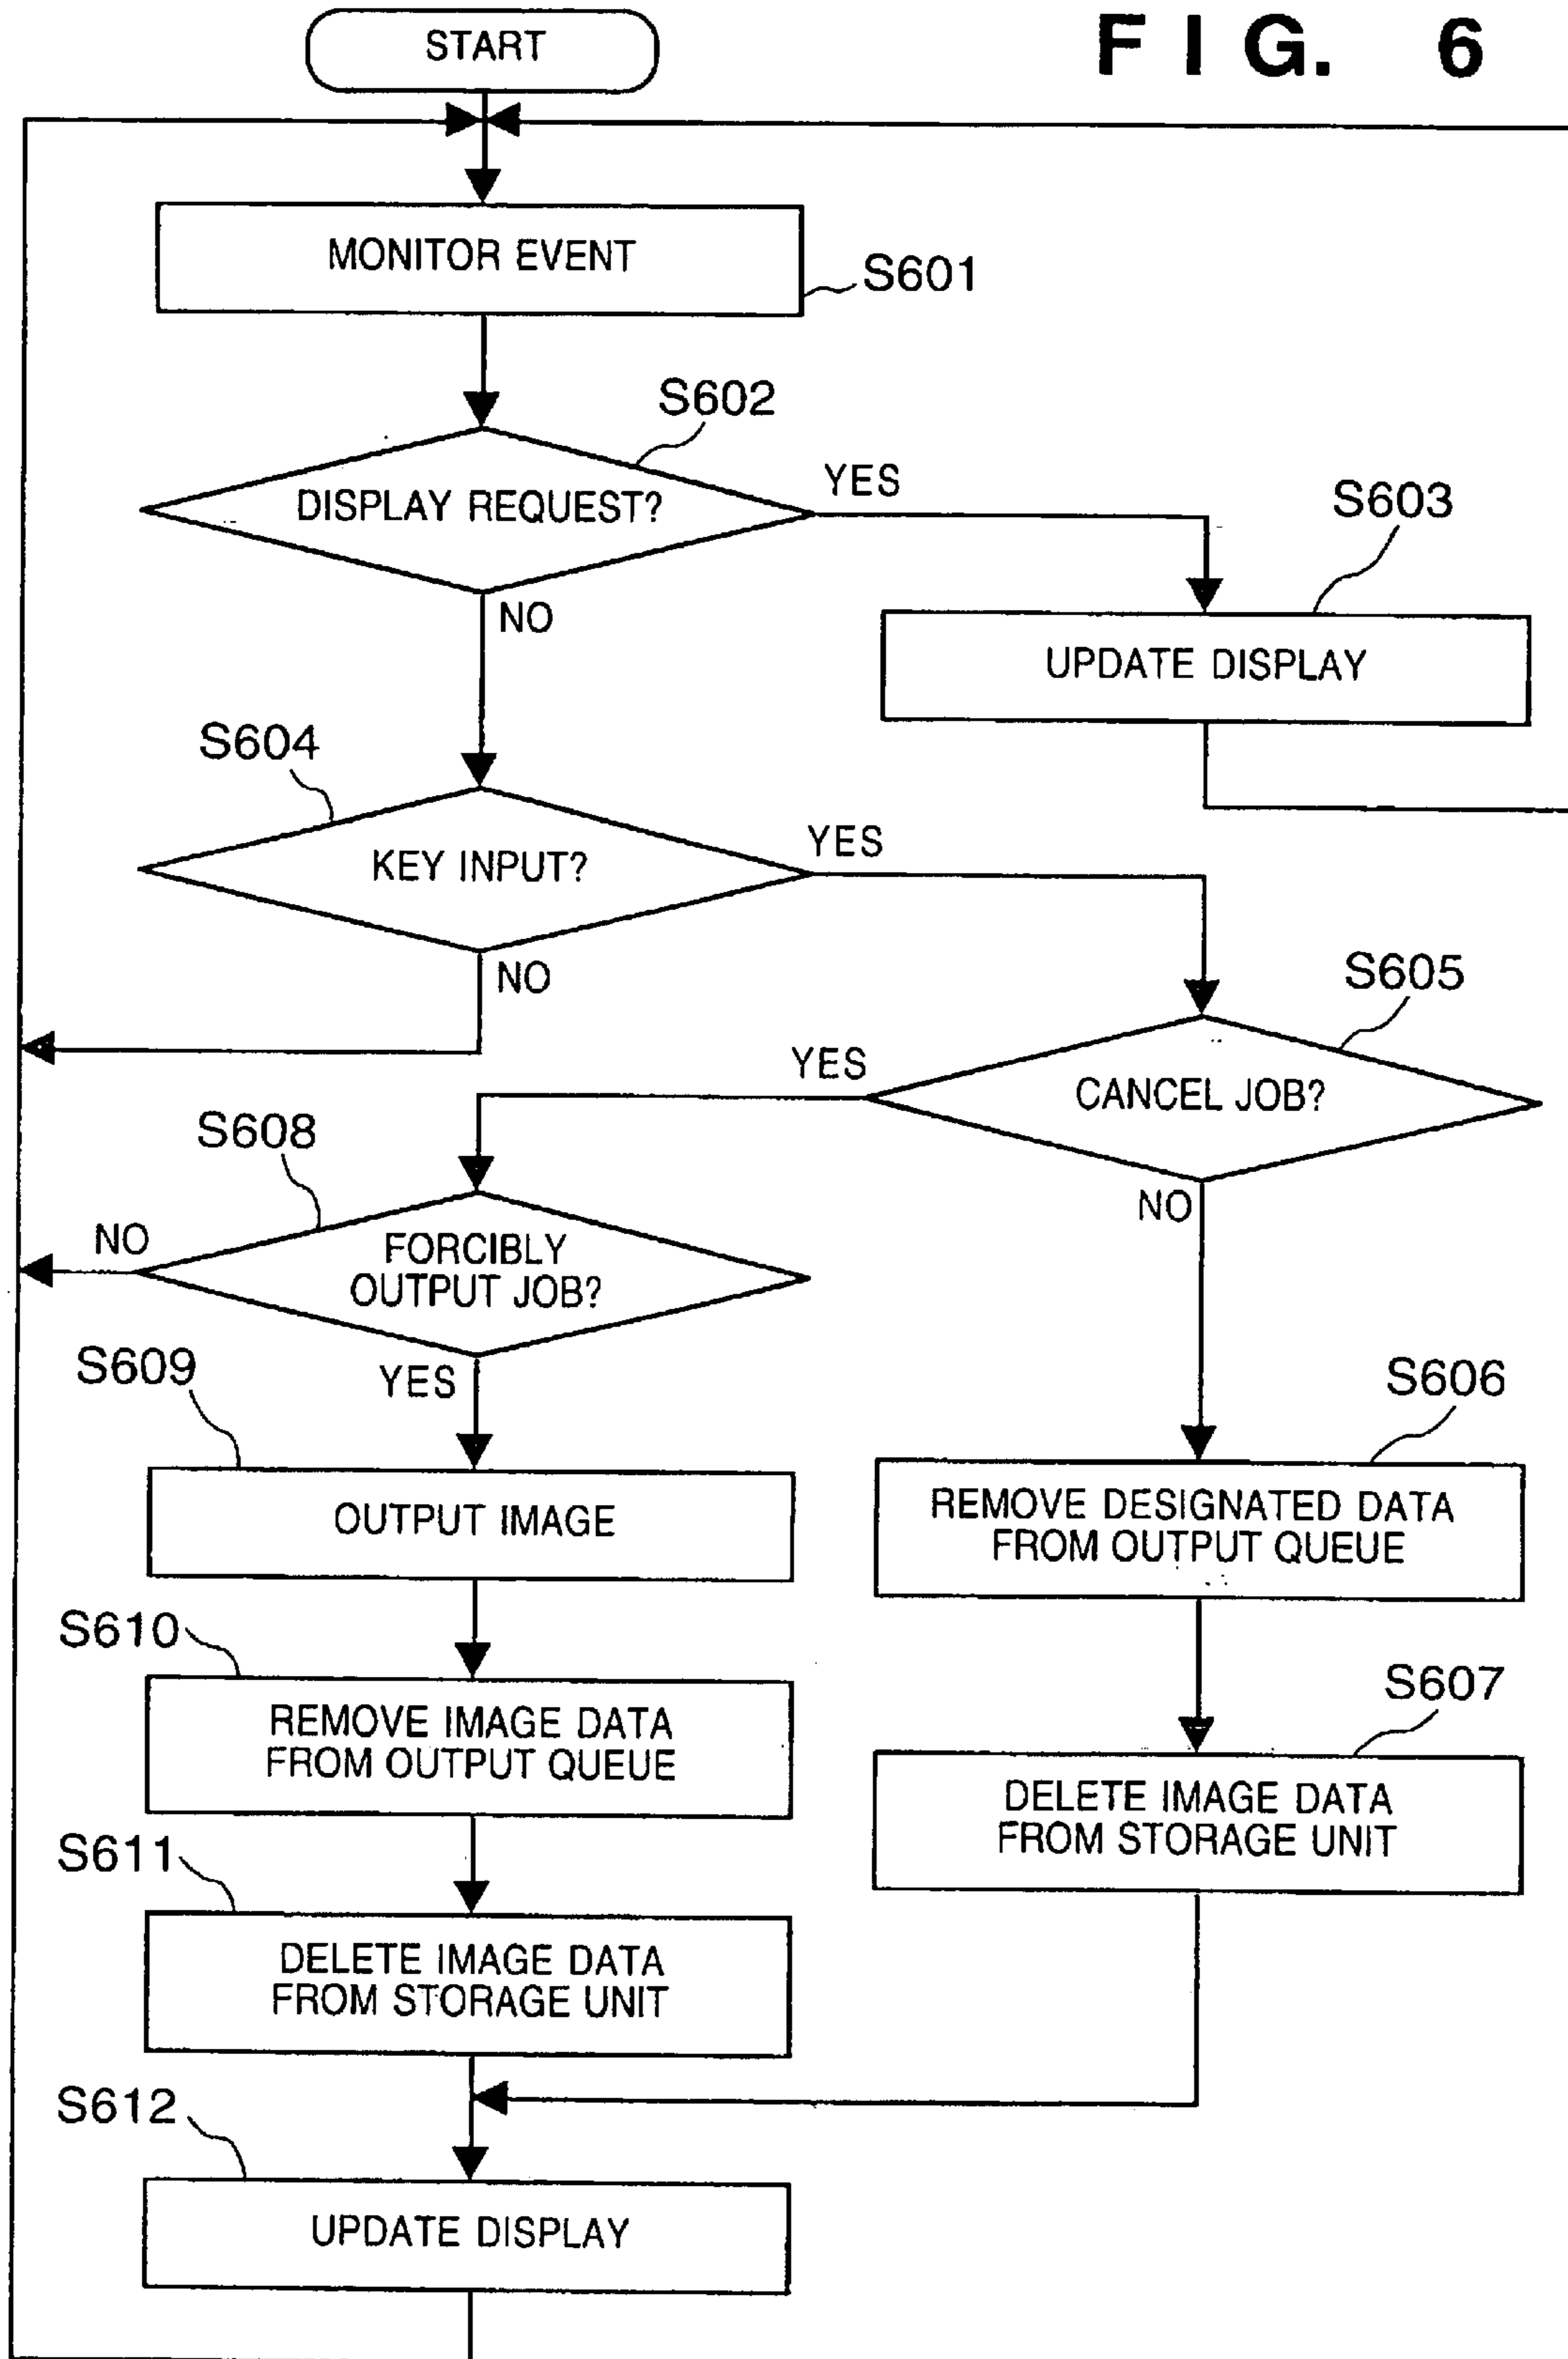 FIG. 6
START
MONITOR EVENT
S601
S602
DISPLAY REQUEST?
YES
NO
S603
UPDATE DISPLAY
S604
KEY INPUT?
YES
NO
S605
CANCEL JOB?
YES
NO
S608
FORCIBLY
OUTPUT JOB?
NO
YES
S606
REMOVE DESIGNATED DATA
FROM OUTPUT QUEUE
S609
OUTPUT IMAGE
S610
REMOVE IMAGE DATA
FROM OUTPUT QUEUE
S607
DELETE IMAGE DATA
FROM STORAGE UNIT
S611
DELETE IMAGE DATA
FROM STORAGE UNIT
S612
UPDATE DISPLAY